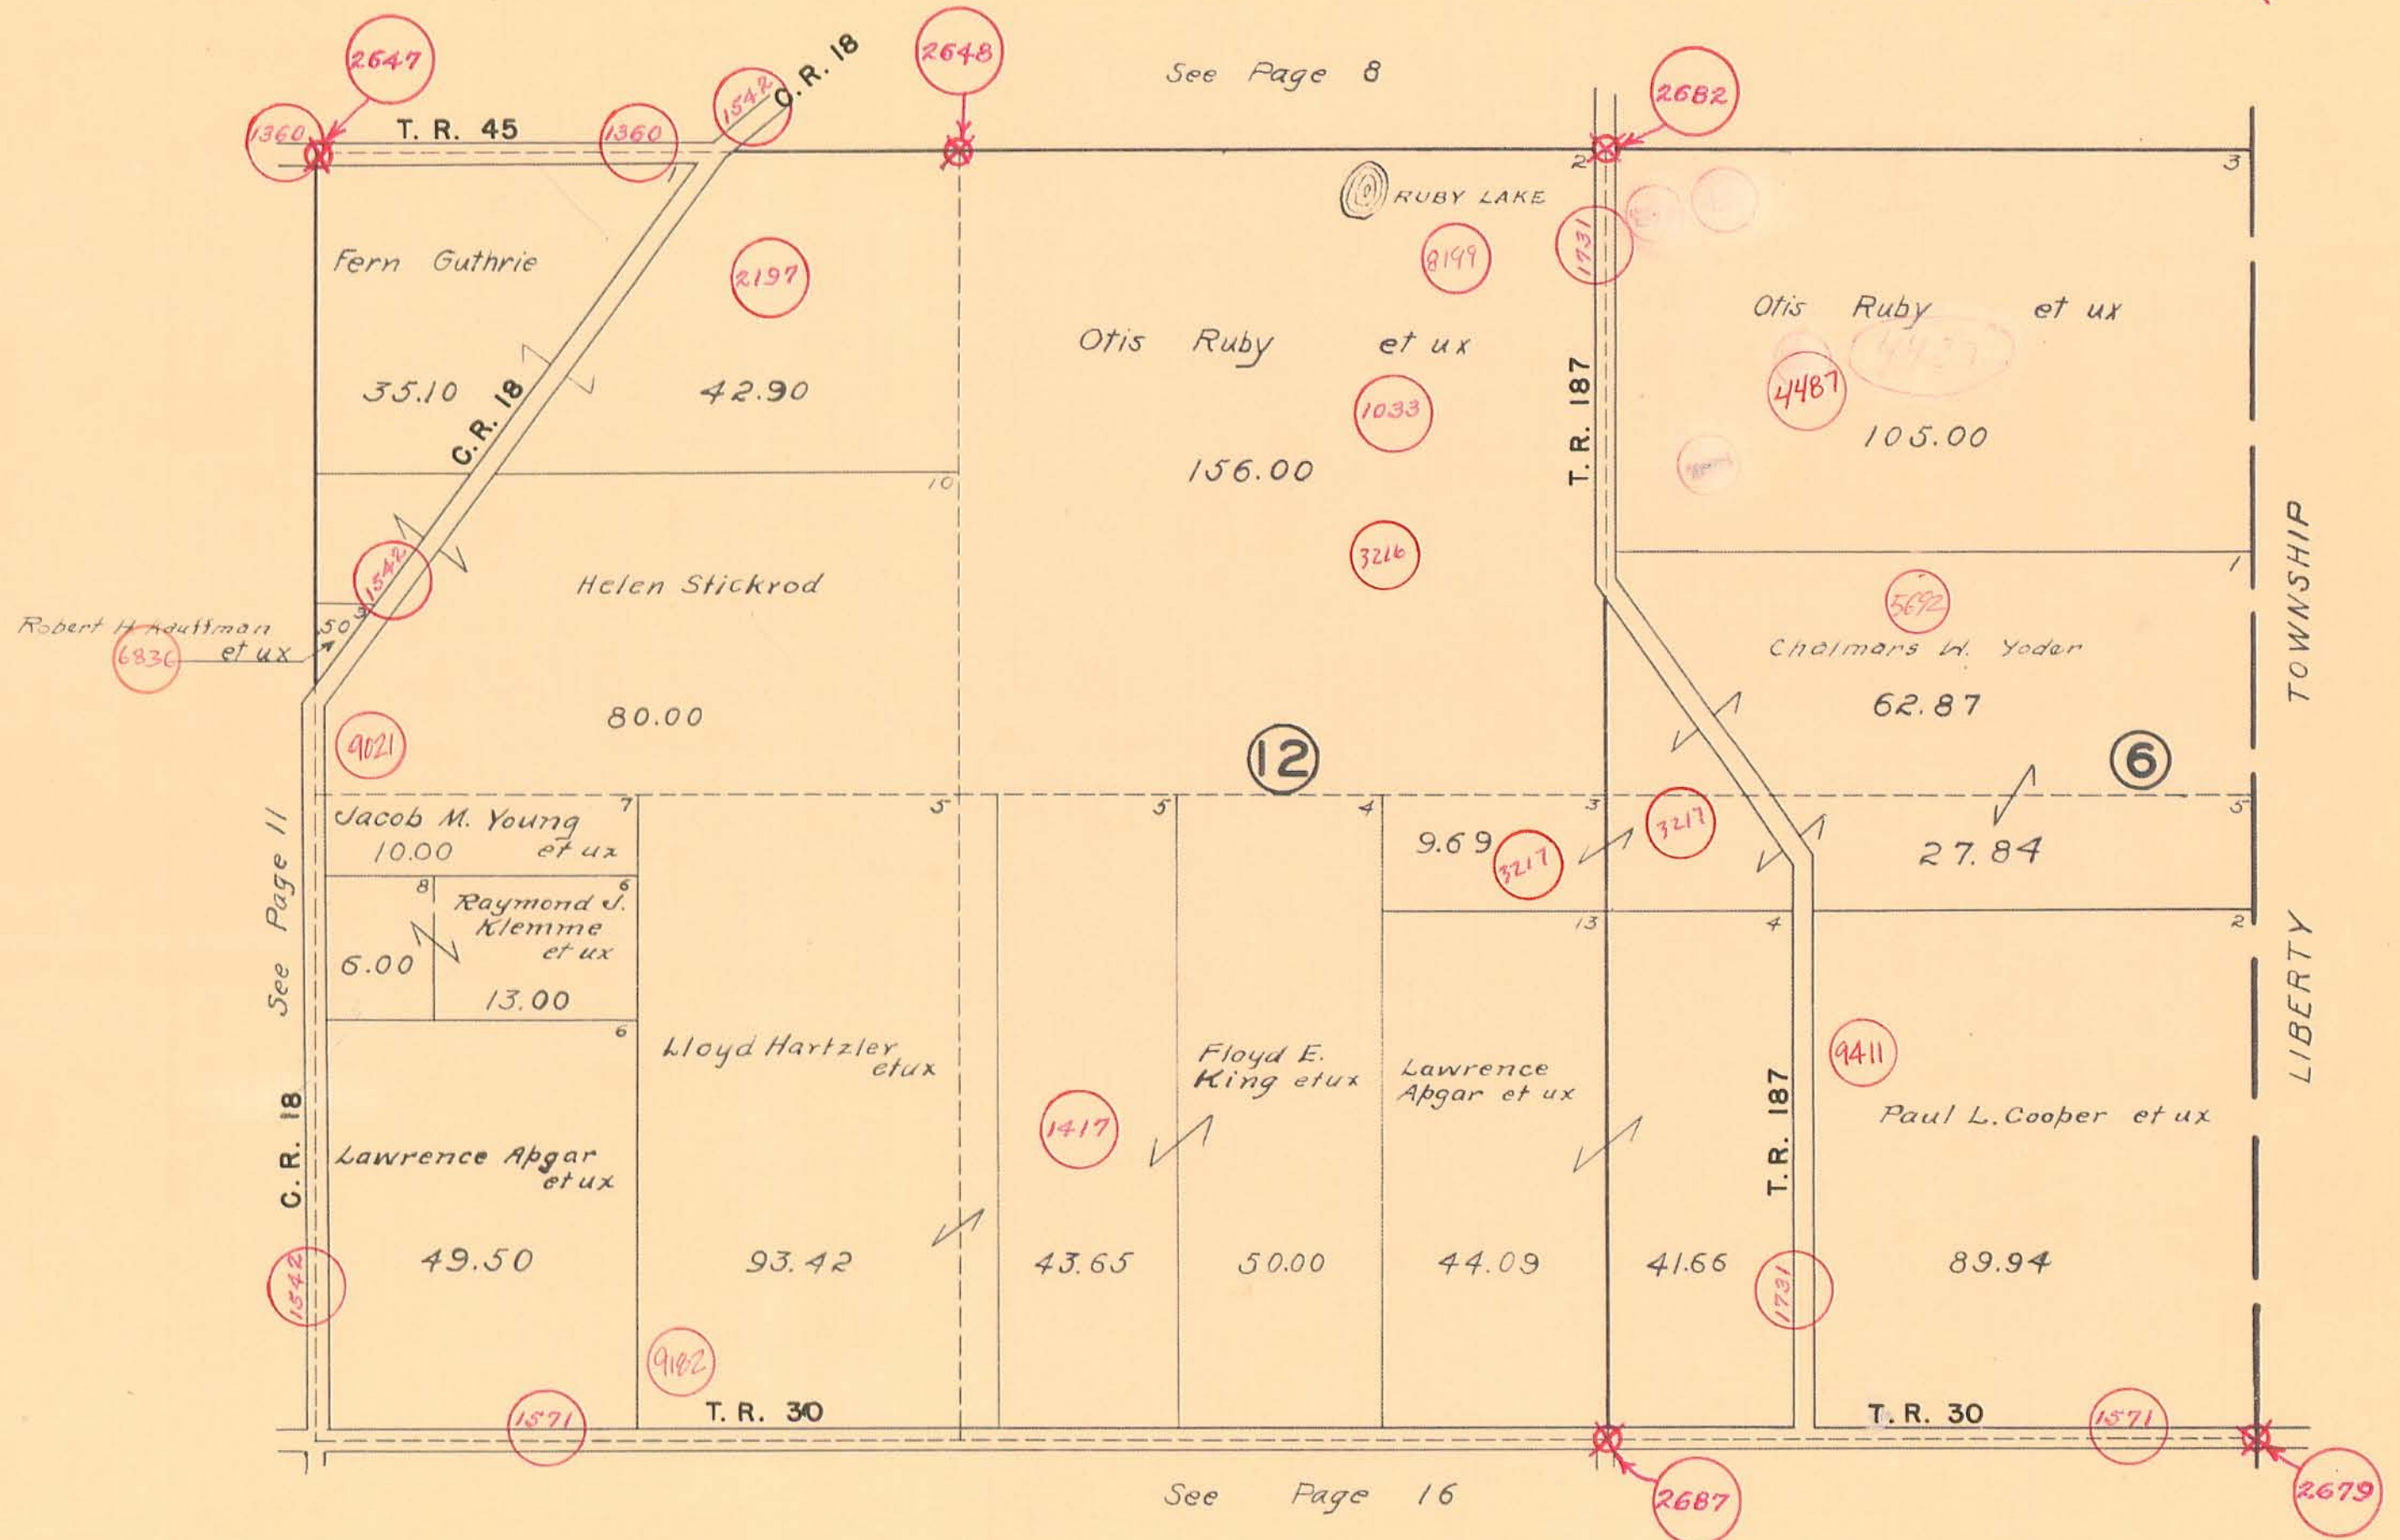 2647
2648
See Page 8
2682
1360
T. R. 45
1360
1542
C. R. 18
1
2
3
RUBY LAKE
8199
1731
Fern Guthrie
2197
Otis Ruby et ux
Otis Ruby et ux
4487
35.10
C. R. 18
42.90
1033
T. R. 187
105.00
156.00
10
3216
1
1542
Helen Stickrod
5692
Robert H Kauffman
et ux
6836
9
50
Chalmars W. Yoder
62.87
80.00
9021
12
6
TOWNSHIP
LIBERTY
See Page 11
Jacob M. Young
et ux
10.00
7
5
5
4
3
5
9.69
3217
3217
27.84
8
6
Raymond J.
Klemme
et ux
6.00
13.00
13
4
2
6
Lloyd Hartzler
et ux
Floyd E.
King et ux
Lawrence
Apgar et ux
9411
1417
Paul L. Cooper et ux
T. R. 187
C. R. 18
Lawrence Apgar
et ux
49.50
93.42
43.65
50.00
44.09
41.66
89.94
1542
1731
9182
1571
T. R. 30
T. R. 30
1571
See Page 16
2687
2679